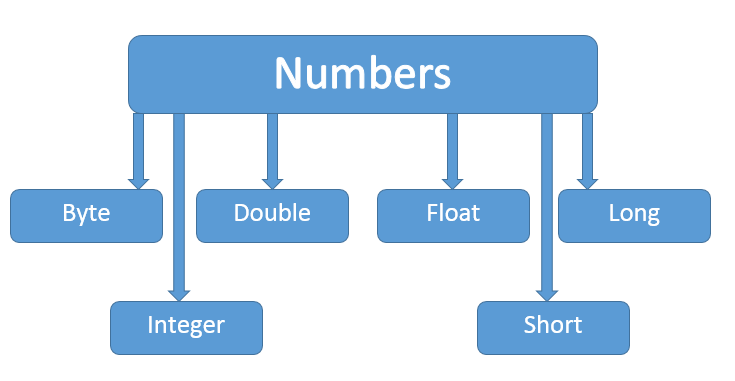 Numbers
Byte
Double
Float
Long
Integer
Short